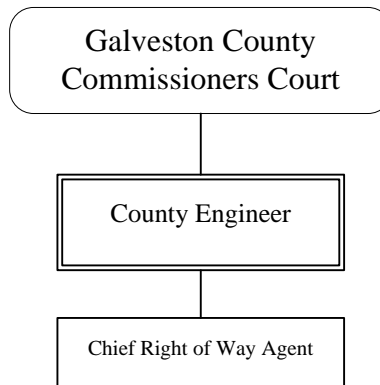 Galveston County
Commissioners Court
County Engineer
Chief Right of Way Agent